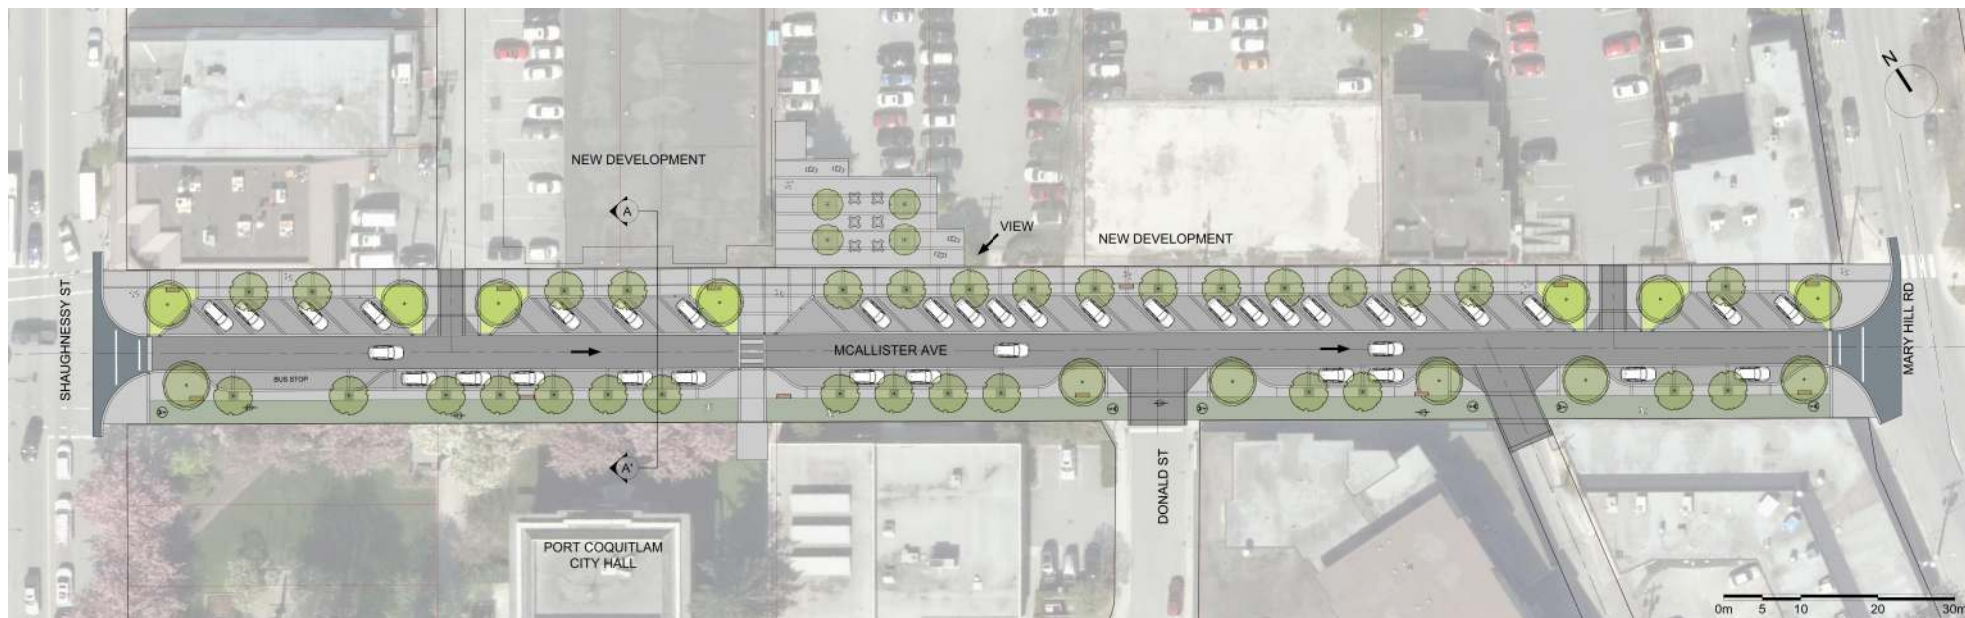 N
NEW DEVELOPMENT
A
VIEW
NEW DEVELOPMENT
SHAUGHNESSY ST
MCALLISTER AVE
MARY HILL RD
BUS STOP
A'
DONALD ST
PORT COQUITLAM
CITY HALL
0m 5 10 20 30m